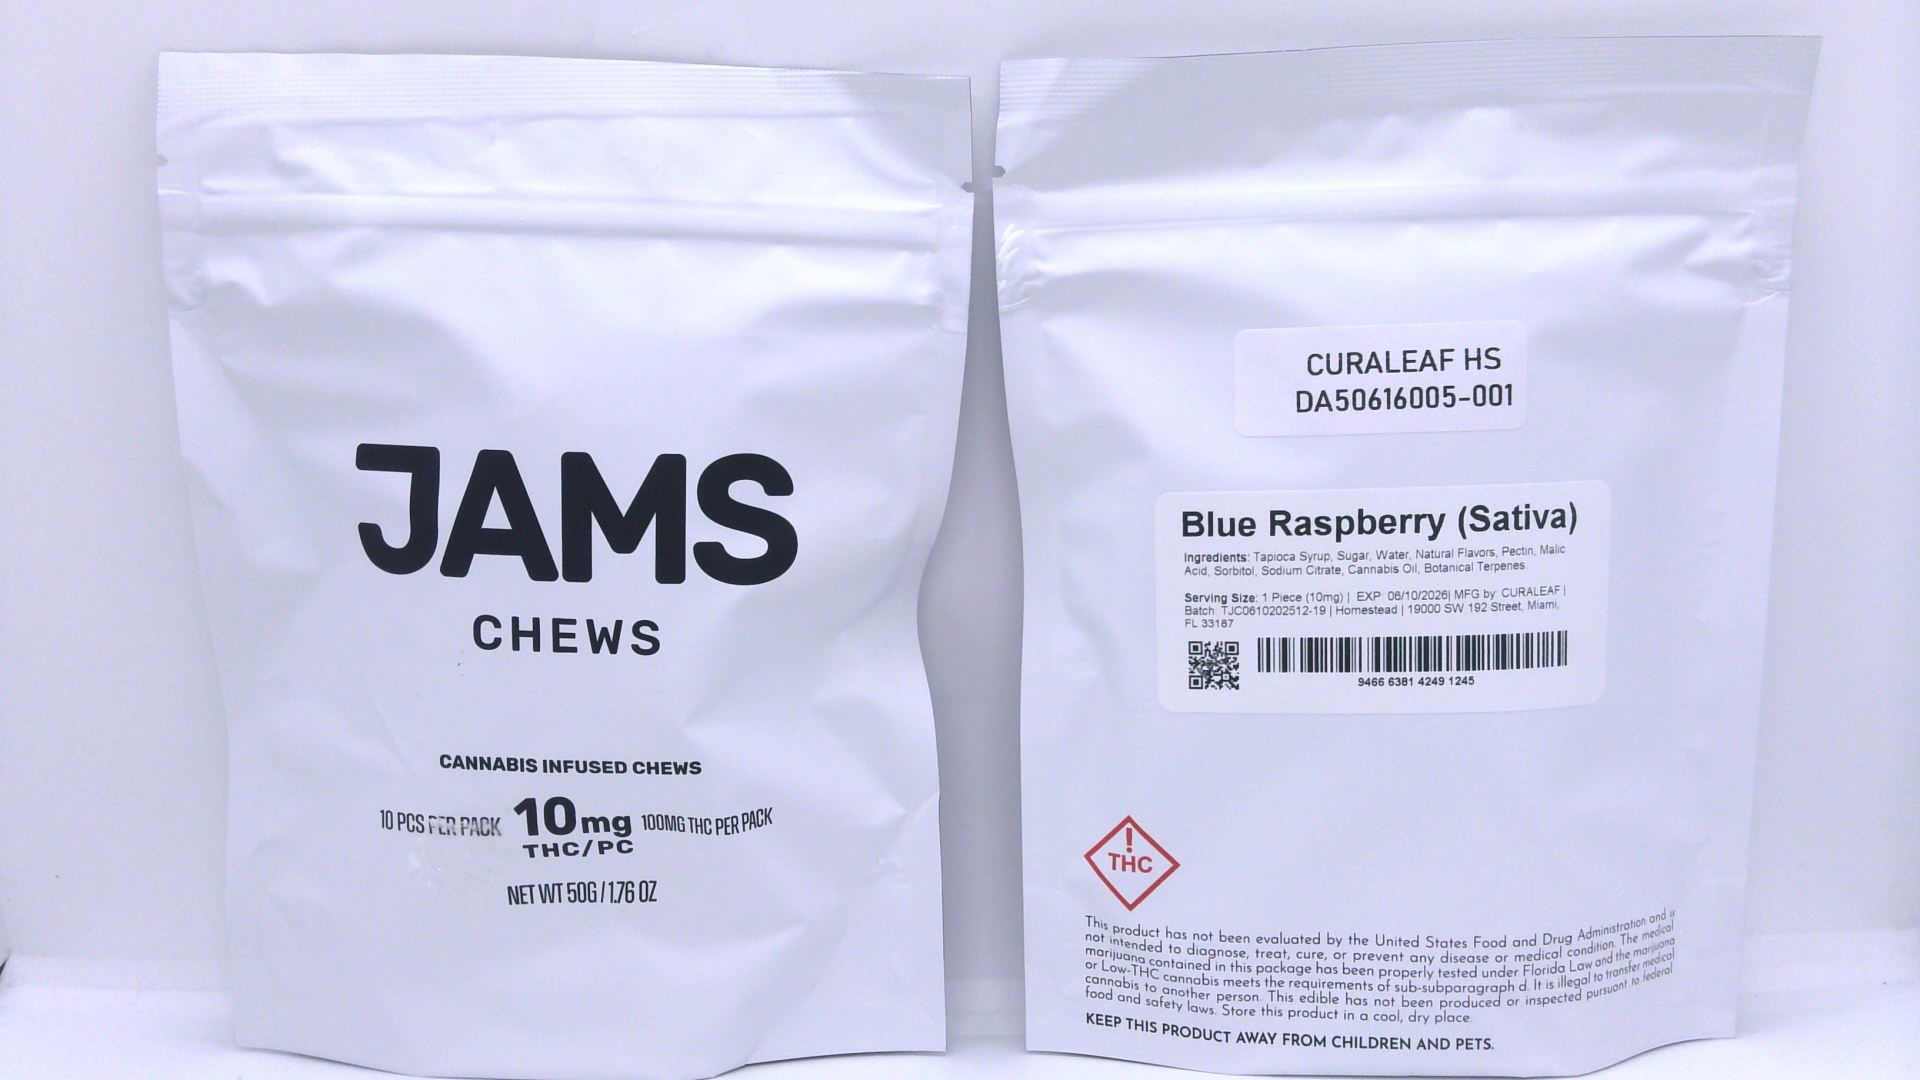 JAMS
CHEWS
CANNABIS INFUSED CHEWS
10 PCS PER PACK 10mg 100MG THC PER PACK
THC/PC
NET WT 50G / 1.76 OZ
CURALEAF HS
DA50616005-001
Blue Raspberry (Sativa)
Ingredients: Tapioca Syrup, Sugar, Water, Natural Flavors, Pectin, Malic
Acid, Sorbitol, Sodium Citrate, Cannabis Oil, Botanical Terpenes
Serving Size: 1 Piece (10mg) | EXP: 06/10/2026| MFG by: CURALEAF |
Batch: TJC0610202512-19 | Homestead | 19000 SW 192 Street, Miami,
FL 33187
9466 6381 4249 1245
!
THC
This product has not been evaluated by the United States Food and Drug Administration and is
not intended to diagnose, treat, cure, or prevent any disease or medical condition. The medical
marijuana contained in this package has been properly tested under Florida Law and the marijuana
or Low-THC cannabis meets the requirements of sub-subparagraph d. It is illegal to transfer medical
cannabis to another person. This edible has not been produced or inspected pursuant to federal
food and safety laws. Store this product in a cool, dry place.
KEEP THIS PRODUCT AWAY FROM CHILDREN AND PETS.